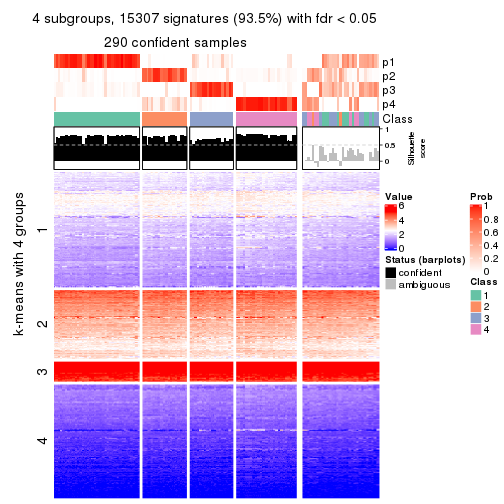 4 subgroups, 15307 signatures (93.5%) with fdr < 0.05
290 confident samples
p1
p2
p3
p4
Class
1
0.5
0
Silhouette
score
k-means with 4 groups
1
2
3
4
Value
6
4
2
0
Status (barplots)
confident
ambiguous
Prob
1
0.8
0.6
0.4
0.2
0
Class
1
2
3
4